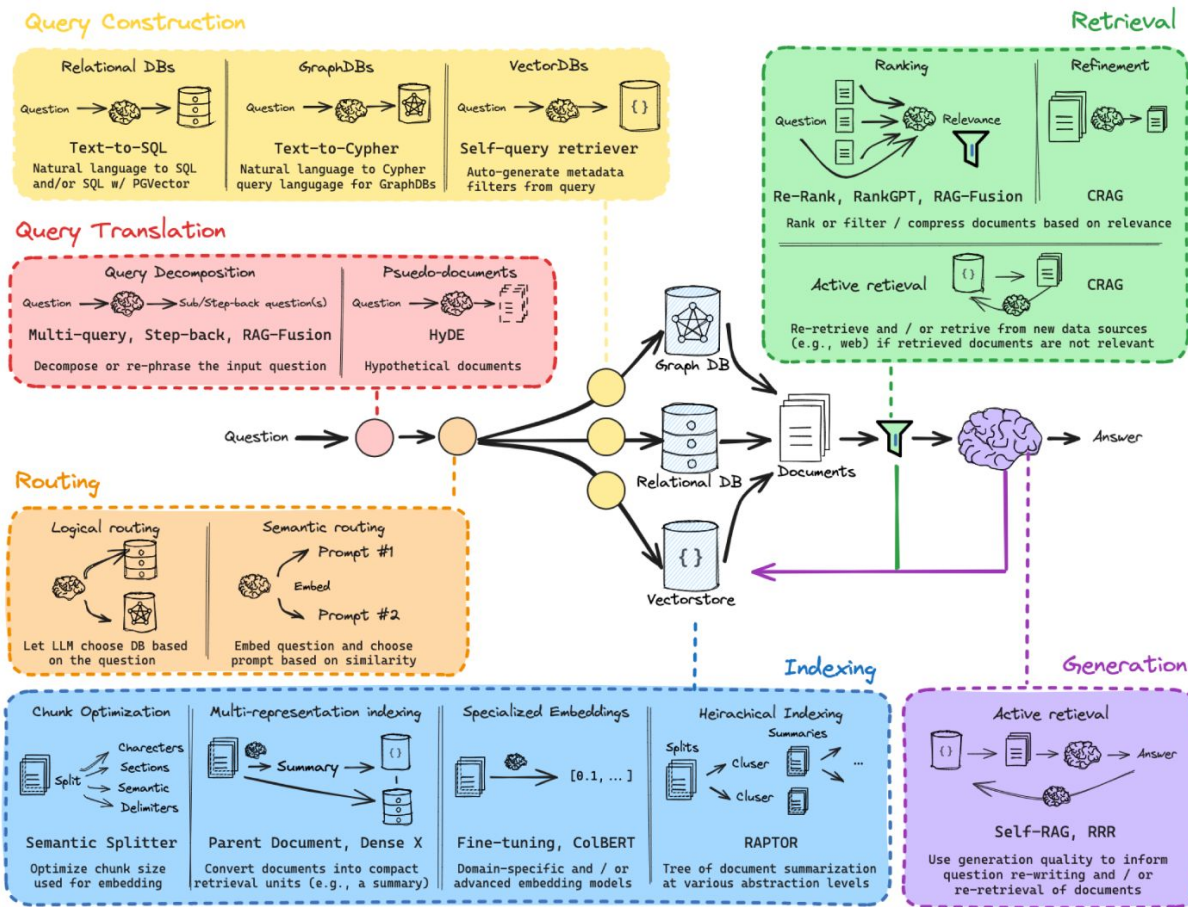 Query Construction
Relational DBs
Question
Text-to-SQL
Natural language to SQL
and/or SQL w/ PGVector
GraphDBs
Question
Text-to-Cypher
Natural language to Cypher
query langugage for GraphDBs
VectorDBs
Question
{ }
Self-query retriever
Auto-generate metadata
filters from query
Retrieval
Ranking
Question
Relevance
Re-Rank, RankGPT, RAG-Fusion
Refinement
CRAG
Rank or filter / compress documents based on relevance
Active retieval
{ }
CRAG
Re-retrieve and / or retrive from new data sources
(e.g., web) if retrieved documents are not relevant
Query Translation
Query Decomposition
Question
Sub/Step-back question(s)
Multi-query, Step-back, RAG-Fusion
Decompose or re-phrase the input question
Psuedo-documents
Question
HyDE
Hypothetical documents
Question
Graph DB
Relational DB
{ }
Vectorstore
Documents
Answer
Routing
Logical routing
Let LLM choose DB based
on the question
Semantic routing
Prompt #1
Embed
Prompt #2
Embed question and choose
prompt based on similarity
Indexing
Chunk Optimization
Split
Charecters
Sections
Semantic
Delimiters
Semantic Splitter
Optimize chunk size
used for embedding
Multi-representation indexing
Summary
{ }
Parent Document, Dense X
Convert documents into compact
retrieval units (e.g., a summary)
Specialized Embeddings
[0.1, ... ]
Fine-tuning, ColBERT
Domain-specific and / or
advanced embedding models
Heirachical Indexing
Summaries
Splits
Cluser
...
Cluser
RAPTOR
Tree of document summarization
at various abstraction levels
Generation
Active retieval
{ }
Answer
Self-RAG, RRR
Use generation quality to inform
question re-writing and / or
re-retrieval of documents